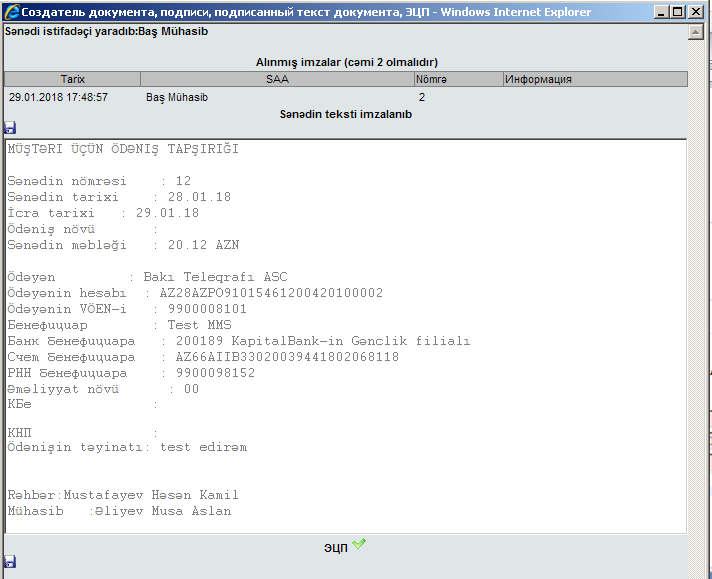 Создатель документа, подписи, подписанный текст документа, ЭЦП - Windows Internet Explorer
Sənədi istifadəçi yaradıb:Baş Mühasib
Alınmış imzalar (cəmi 2 olmalıdır)
Tarix SAA Nömrə Информация
29.01.2018 17:48:57 Baş Mühasib 2
Sənədin teksti imzalanıb
MÜŞTƏRI ÜÇÜN ÖDƏNIŞ TAPŞIRIĞI
Sənədin nömrəsi : 12
Sənədin tarixi : 28.01.18
İcra tarixi : 29.01.18
Ödəniş növü :
Sənədin məbləği : 20.12 AZN
Ödəyən : Bakı Teleqrafı ASC
Ödəyənin hesabı : AZ28AZPO91015461200420100002
Ödəyənin VÖEN-i : 9900008101
Бенефициар : Test MMS
Банк бенефициара : 200189 KapitalBank-in Gənclik filialı
Счет бенефициара : AZ66AIIB33020039441802068118
РНН бенефициара : 9900098152
Əməliyyat növü : 00
КБе :
КНП :
Ödənişin təyinatı: test edirəm
Rəhbər:Mustafayev Həsən Kamil
Mühasib :Əliyev Musa Aslan
ЭЦП